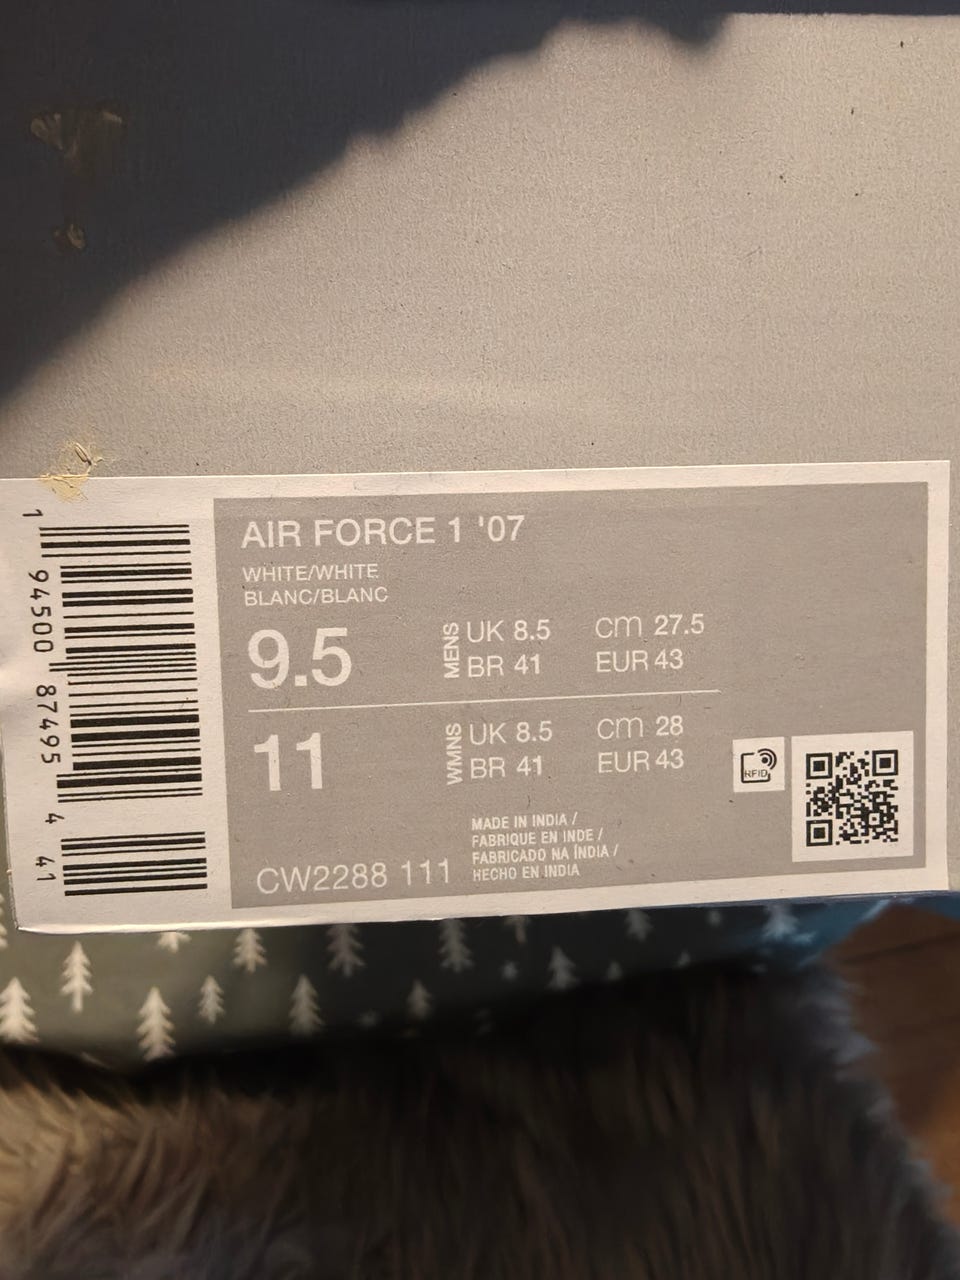 AIR FORCE 1 '07
WHITE/WHITE
BLANC/BLANC
9.5 MENS UK 8.5 cm 27.5
BR 41 EUR 43
11 WMNS UK 8.5 cm 28
BR 41 EUR 43
RFID
MADE IN INDIA /
FABRIQUE EN INDE /
FABRICADO NA ÍNDIA /
HECHO EN INDIA
CW2288 111
1 94500 87495 4 41